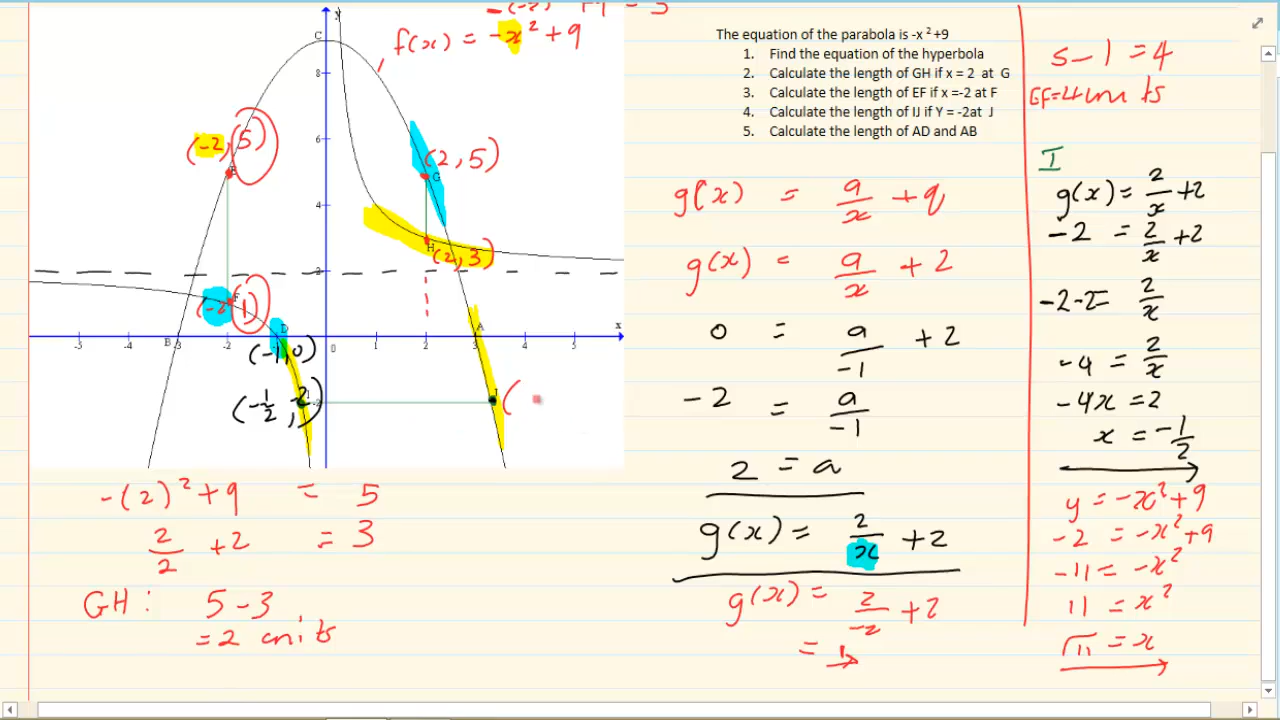 -(-2)² + 9 = 5
f(x) = -x² + 9
The equation of the parabola is -x ² +9
1. Find the equation of the hyperbola
2. Calculate the length of GH if x = 2 at G
3. Calculate the length of EF if x =-2 at F
4. Calculate the length of IJ if Y = -2at J
5. Calculate the length of AD and AB
y
C
8
6
4
2
(-2, 5)
E
(2, 5)
G
H
(2, 3)
F
(-2, 1)
B
D
A
x
-5 -4 -3 -2 -1 0 1 2 3 4 5
(-1, 0)
(-1/2, -2)
-2
J
(
-(2)² + 9 = 5
2/2 + 2 = 3
GH : 5 - 3
= 2 units
g(x) = a/x + q
g(x) = a/x + 2
0 = a/-1 + 2
-2 = a/-1
2 = a
g(x) = 2/x + 2
g(x) = 2/-2 + 2
= 1
5 - 1 = 4
EF = 4 units
I
g(x) = 2/x + 2
-2 = 2/x + 2
-2 - 2 = 2/x
-4 = 2/x
-4x = 2
x = -1/2
y = -x² + 9
-2 = -x² + 9
-11 = -x²
11 = x²
√11 = x